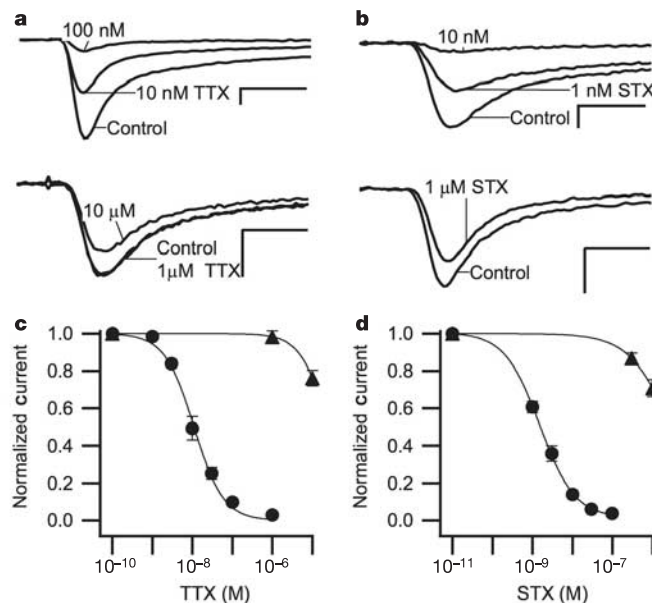 a
100 nM
10 nM TTX
Control
10 µM
Control
1µM TTX
b
10 nM
1 nM STX
Control
1 µM STX
Control
c
Normalized current
1.0
0.8
0.6
0.4
0.2
0.0
10⁻¹⁰
10⁻⁸
10⁻⁶
TTX (M)
d
Normalized current
1.0
0.8
0.6
0.4
0.2
0.0
10⁻¹¹
10⁻⁹
10⁻⁷
STX (M)